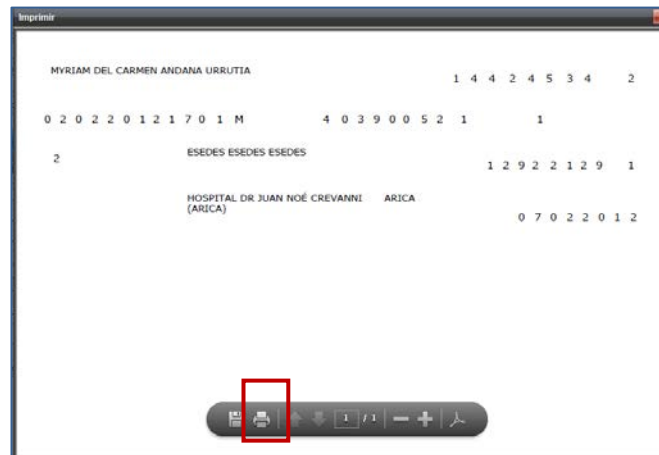 Imprimir
MYRIAM DEL CARMEN ANDANA URRUTIA
1 4 4 2 4 5 3 4 2
0 2 0 2 2 0 1 2 1 7 0 1 M 4 0 3 9 0 0 5 2 1 1
2 ESEDES ESEDES ESEDES
1 2 9 2 2 1 2 9 1
HOSPITAL DR JUAN NOÉ CREVANNI ARICA
(ARICA)
0 7 0 2 2 0 1 2
1 / 1